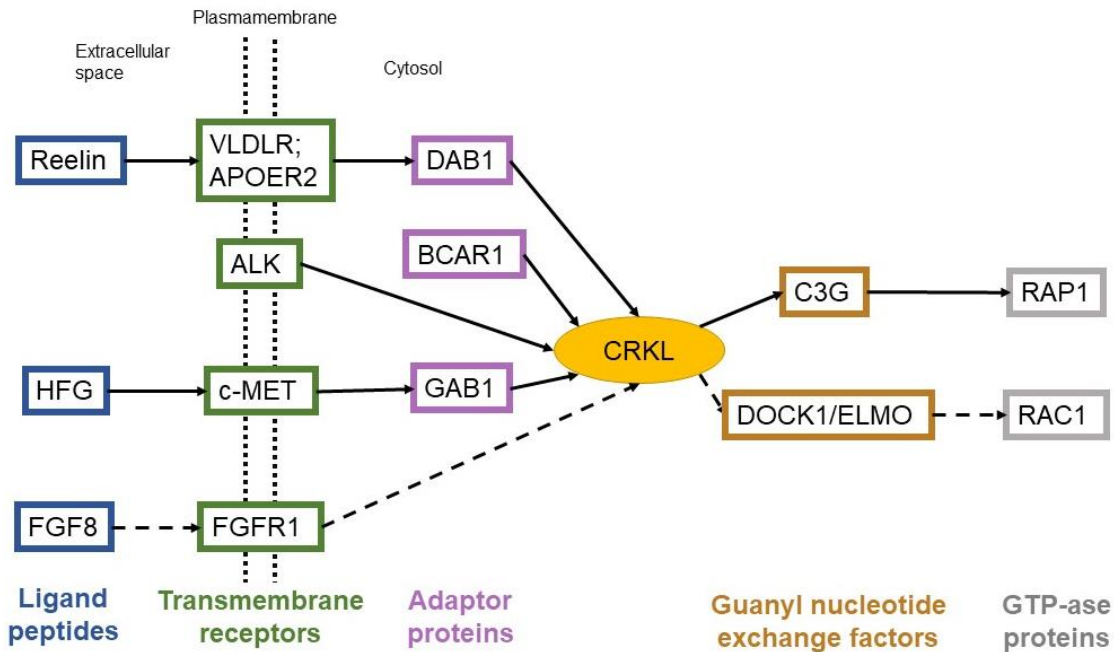 Plasmamembrane
Extracellular
space
Cytosol
Reelin
VLDLR;
APOER2
DAB1
ALK
BCAR1
C3G
RAP1
CRKL
HFG
c-MET
GAB1
DOCK1/ELMO
RAC1
FGF8
FGFR1
Ligand
peptides
Transmembrane
receptors
Adaptor
proteins
Guanyl nucleotide
exchange factors
GTP-ase
proteins